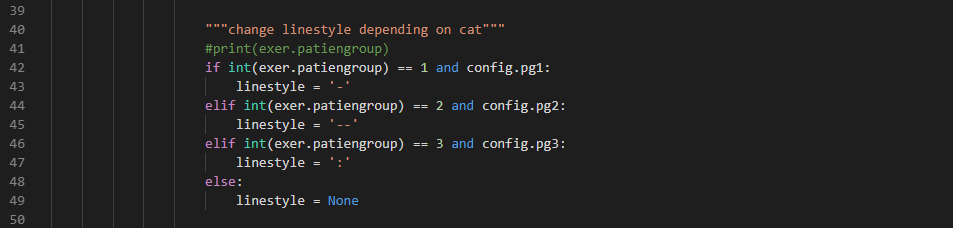 39
40 """change linestyle depending on cat"""
41 #print(exer.patiengroup)
42 if int(exer.patiengroup) == 1 and config.pg1:
43 linestyle = '-'
44 elif int(exer.patiengroup) == 2 and config.pg2:
45 linestyle = '--'
46 elif int(exer.patiengroup) == 3 and config.pg3:
47 linestyle = ':'
48 else:
49 linestyle = None
50